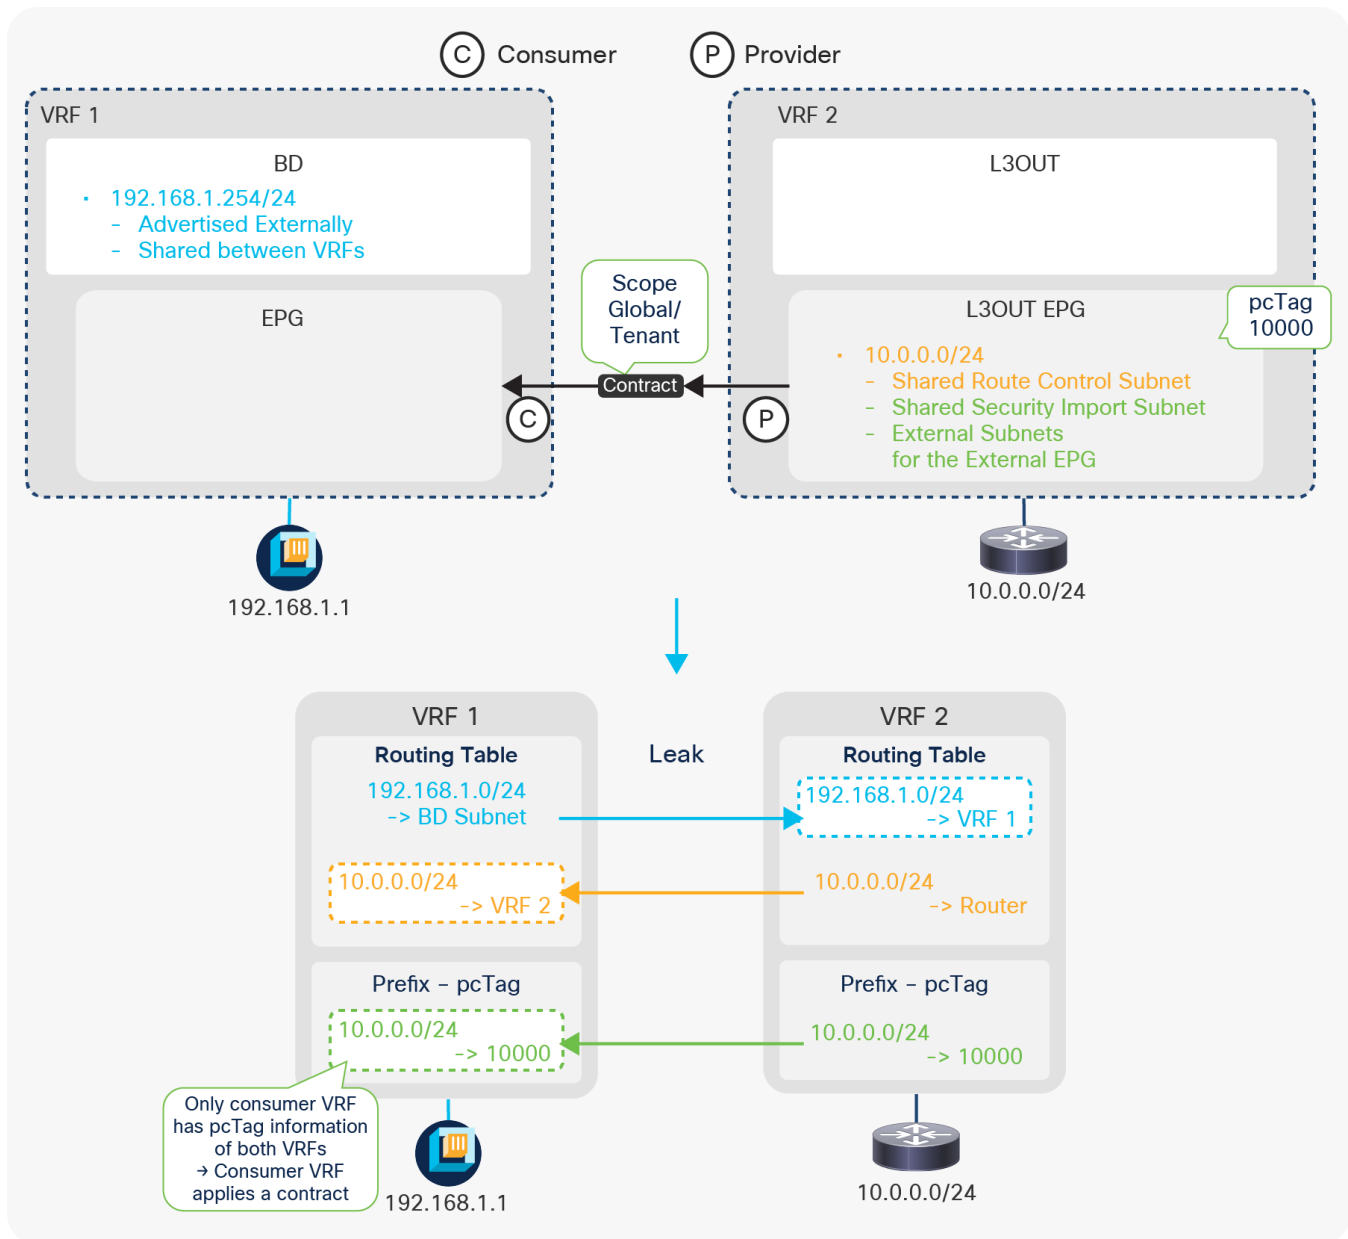 C Consumer
P Provider
VRF 1
BD
· 192.168.1.254/24
– Advertised Externally
– Shared between VRFs
EPG
Scope
Global/
Tenant
Contract
C
P
VRF 2
L3OUT
L3OUT EPG
pcTag
10000
· 10.0.0.0/24
– Shared Route Control Subnet
– Shared Security Import Subnet
– External Subnets
for the External EPG
192.168.1.1
10.0.0.0/24
VRF 1
Routing Table
192.168.1.0/24
-> BD Subnet
10.0.0.0/24
-> VRF 2
Prefix – pcTag
10.0.0.0/24
-> 10000
Leak
VRF 2
Routing Table
192.168.1.0/24
-> VRF 1
10.0.0.0/24
-> Router
Prefix – pcTag
10.0.0.0/24
-> 10000
Only consumer VRF
has pcTag information
of both VRFs
→ Consumer VRF
applies a contract
192.168.1.1
10.0.0.0/24